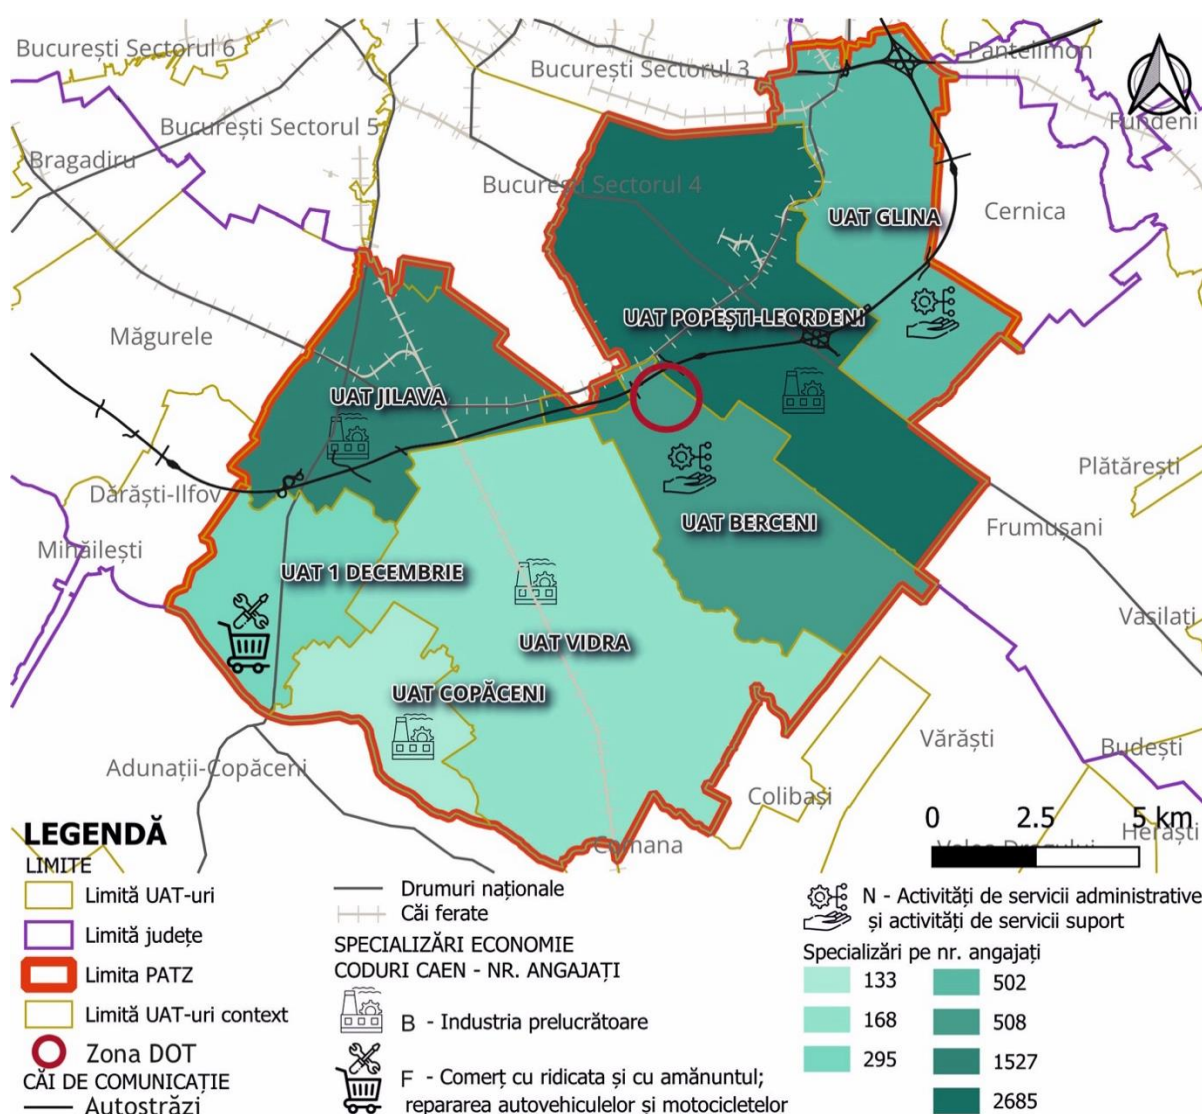 București Sectorul 6
Pantelimon
București Sectorul 3
Fundeni
București Sectorul 5
Bragadiru
București Sectorul 4
UAT GLINA
Cernica
Măgurele
UAT POPEȘTI-LEORDENI
UAT JILAVA
Plătărești
Dărăști-Ilfov
UAT BERCENI
Frumușani
Mihăilești
UAT 1 DECEMBRIE
Vasilați
UAT VIDRA
UAT COPĂCENI
Vărăști
Budești
Adunații-Copăceni
Colibași
0 2.5 5 km
Herăști
Comana
LEGENDĂ
LIMITE
Limită UAT-uri
Limită județe
Limita PATZ
Limită UAT-uri context
Zona DOT
CĂI DE COMUNICAȚIE
Autostrăzi
Drumuri naționale
Căi ferate
SPECIALIZĂRI ECONOMIE
CODURI CAEN - NR. ANGAJAȚI
B - Industria prelucrătoare
F - Comerț cu ridicata și cu amănuntul;
repararea autovehiculelor și motocicletelor
N - Activități de servicii administrative
și activități de servicii suport
Specializări pe nr. angajați
133
168
295
502
508
1527
2685